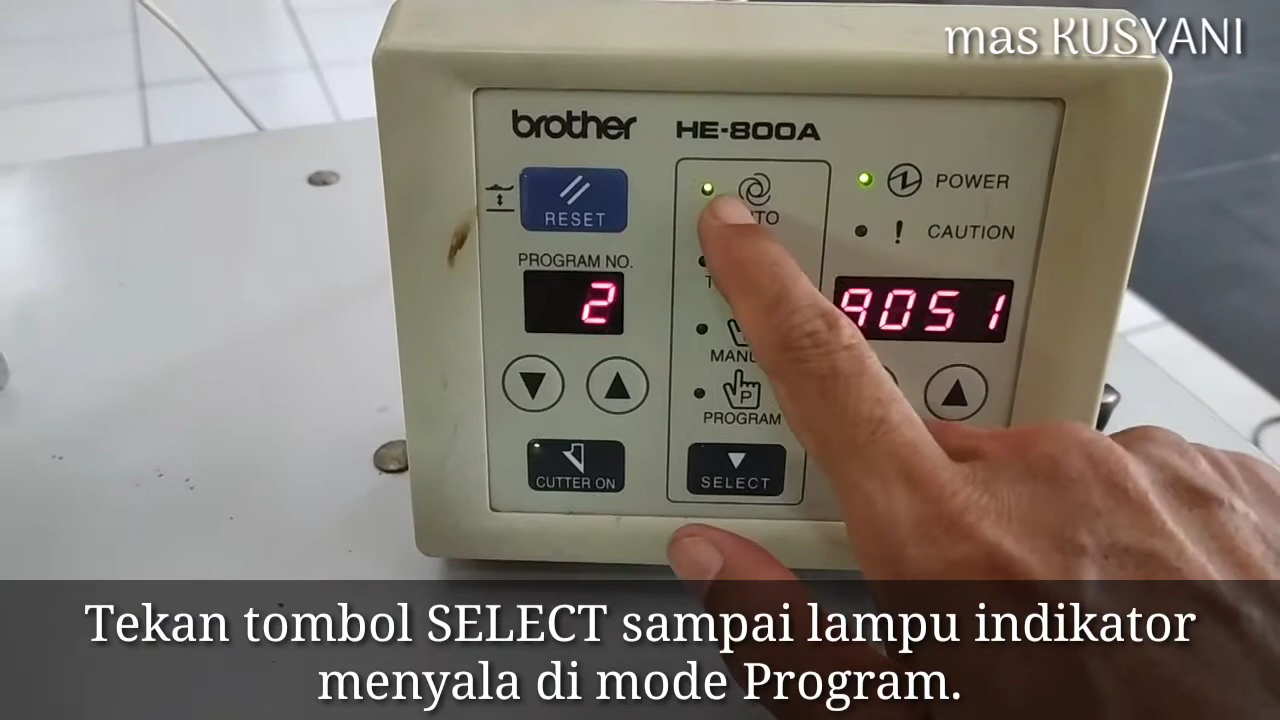 mas KUSYANI
brother HE-800A
RESET
POWER
CAUTION
PROGRAM NO.
2
9051
PROGRAM
CUTTER ON
SELECT
Tekan tombol SELECT sampai lampu indikator
menyala di mode Program.